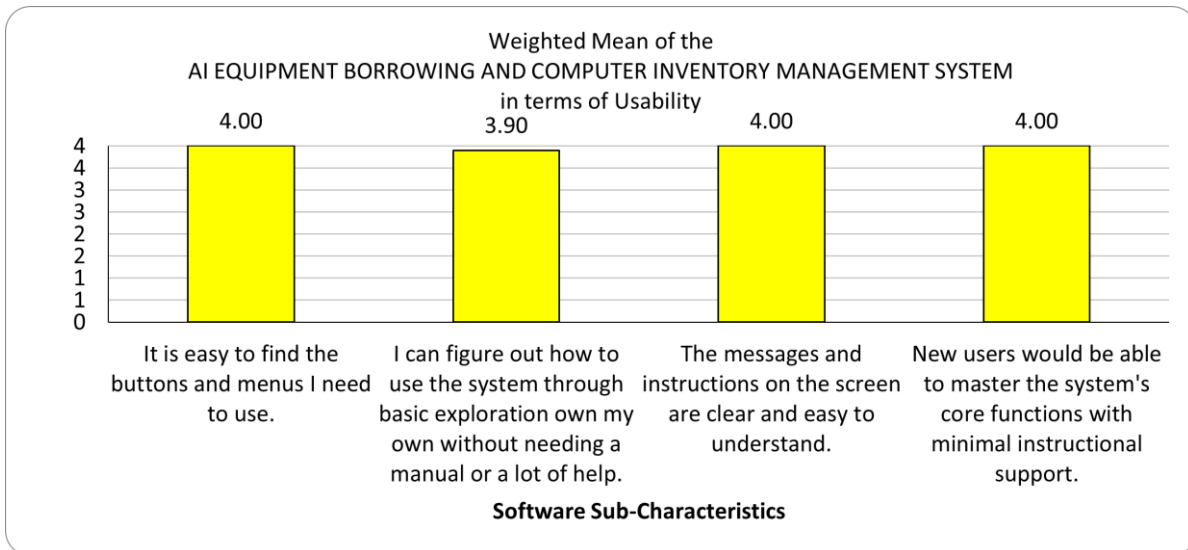 Weighted Mean of the
AI EQUIPMENT BORROWING AND COMPUTER INVENTORY MANAGEMENT SYSTEM
in terms of Usability
4.00
3.90
4.00
4.00
4
4
3
3
2
2
1
1
0
It is easy to find the
buttons and menus I need
to use.
I can figure out how to
use the system through
basic exploration own my
own without needing a
manual or a lot of help.
The messages and
instructions on the screen
are clear and easy to
understand.
New users would be able
to master the system's
core functions with
minimal instructional
support.
Software Sub-Characteristics